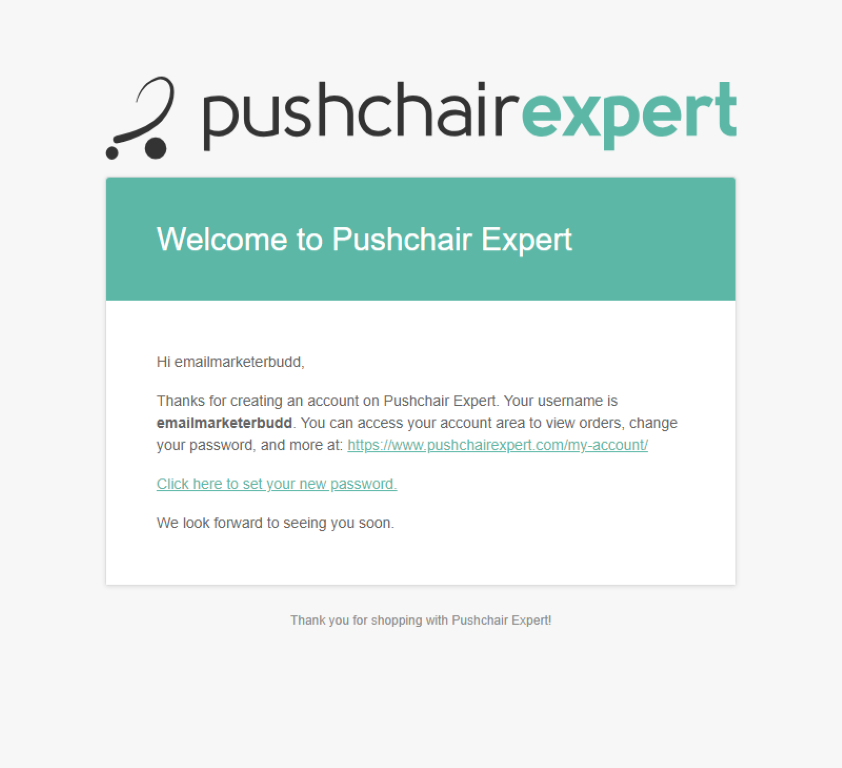 pushchairexpert
Welcome to Pushchair Expert
Hi emailmarketerbudd,
Thanks for creating an account on Pushchair Expert. Your username is
emailmarketerbudd. You can access your account area to view orders, change
your password, and more at: https://www.pushchairexpert.com/my-account/
Click here to set your new password.
We look forward to seeing you soon.
Thank you for shopping with Pushchair Expert!